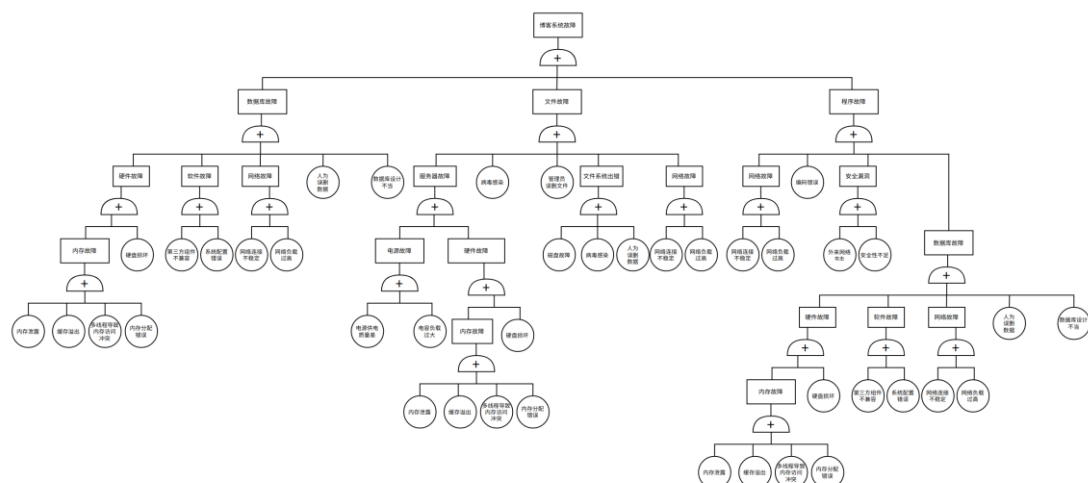 博客系统故障
+
数据库故障
文件故障
程序故障
+
+
+
硬件故障
软件故障
网络故障
人为
误删
数据
数据库设计
不当
服务器故障
病毒感染
管理员
误删文件
文件系统出错
网络故障
网络故障
编码错误
安全漏洞
+
+
+
+
+
+
+
+
内存故障
硬盘损坏
第三方组件
不兼容
系统配置
错误
网络连接
不稳定
网络负载
过高
电源故障
硬件故障
磁盘故障
病毒感染
人为
误删
数据
网络连接
不稳定
网络负载
过高
网络连接
不稳定
网络负载
过高
外来网络
攻击
安全性不足
数据库故障
+
+
+
+
内存泄露
缓存溢出
多线程导致
内存访问
冲突
内存分配
错误
电源供电
质量差
电容负载
过大
内存故障
硬盘损坏
硬件故障
软件故障
网络故障
人为
误删
数据
数据库设计
不当
+
+
+
+
内存泄露
缓存溢出
多线程导致
内存访问
冲突
内存分配
错误
内存故障
硬盘损坏
第三方组件
不兼容
系统配置
错误
网络连接
不稳定
网络负载
过高
+
内存泄露
缓存溢出
多线程导致
内存访问
冲突
内存分配
错误